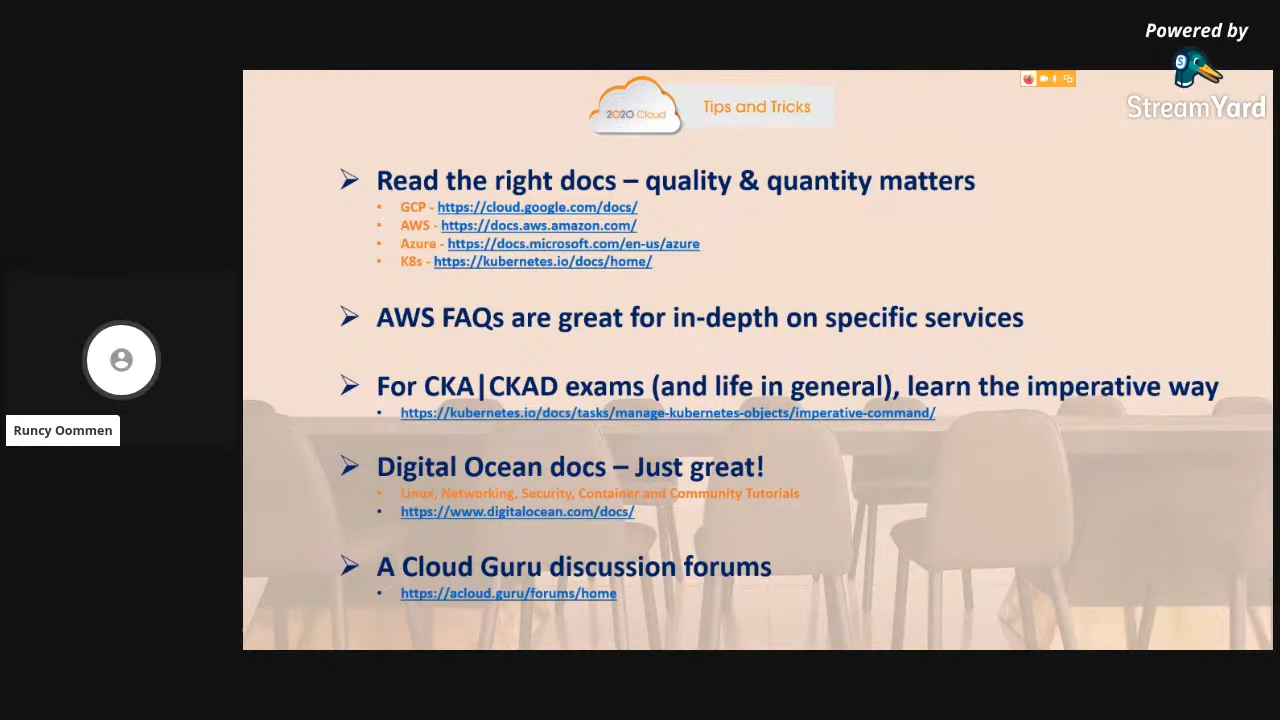 Powered by
StreamYard
2020 Cloud
Tips and Tricks
Read the right docs – quality & quantity matters
GCP - https://cloud.google.com/docs/
AWS - https://docs.aws.amazon.com/
Azure - https://docs.microsoft.com/en-us/azure
K8s - https://kubernetes.io/docs/home/
AWS FAQs are great for in-depth on specific services
For CKA|CKAD exams (and life in general), learn the imperative way
https://kubernetes.io/docs/tasks/manage-kubernetes-objects/imperative-command/
Digital Ocean docs – Just great!
Linux, Networking, Security, Container and Community Tutorials
https://www.digitalocean.com/docs/
A Cloud Guru discussion forums
https://acloud.guru/forums/home
Runcy Oommen